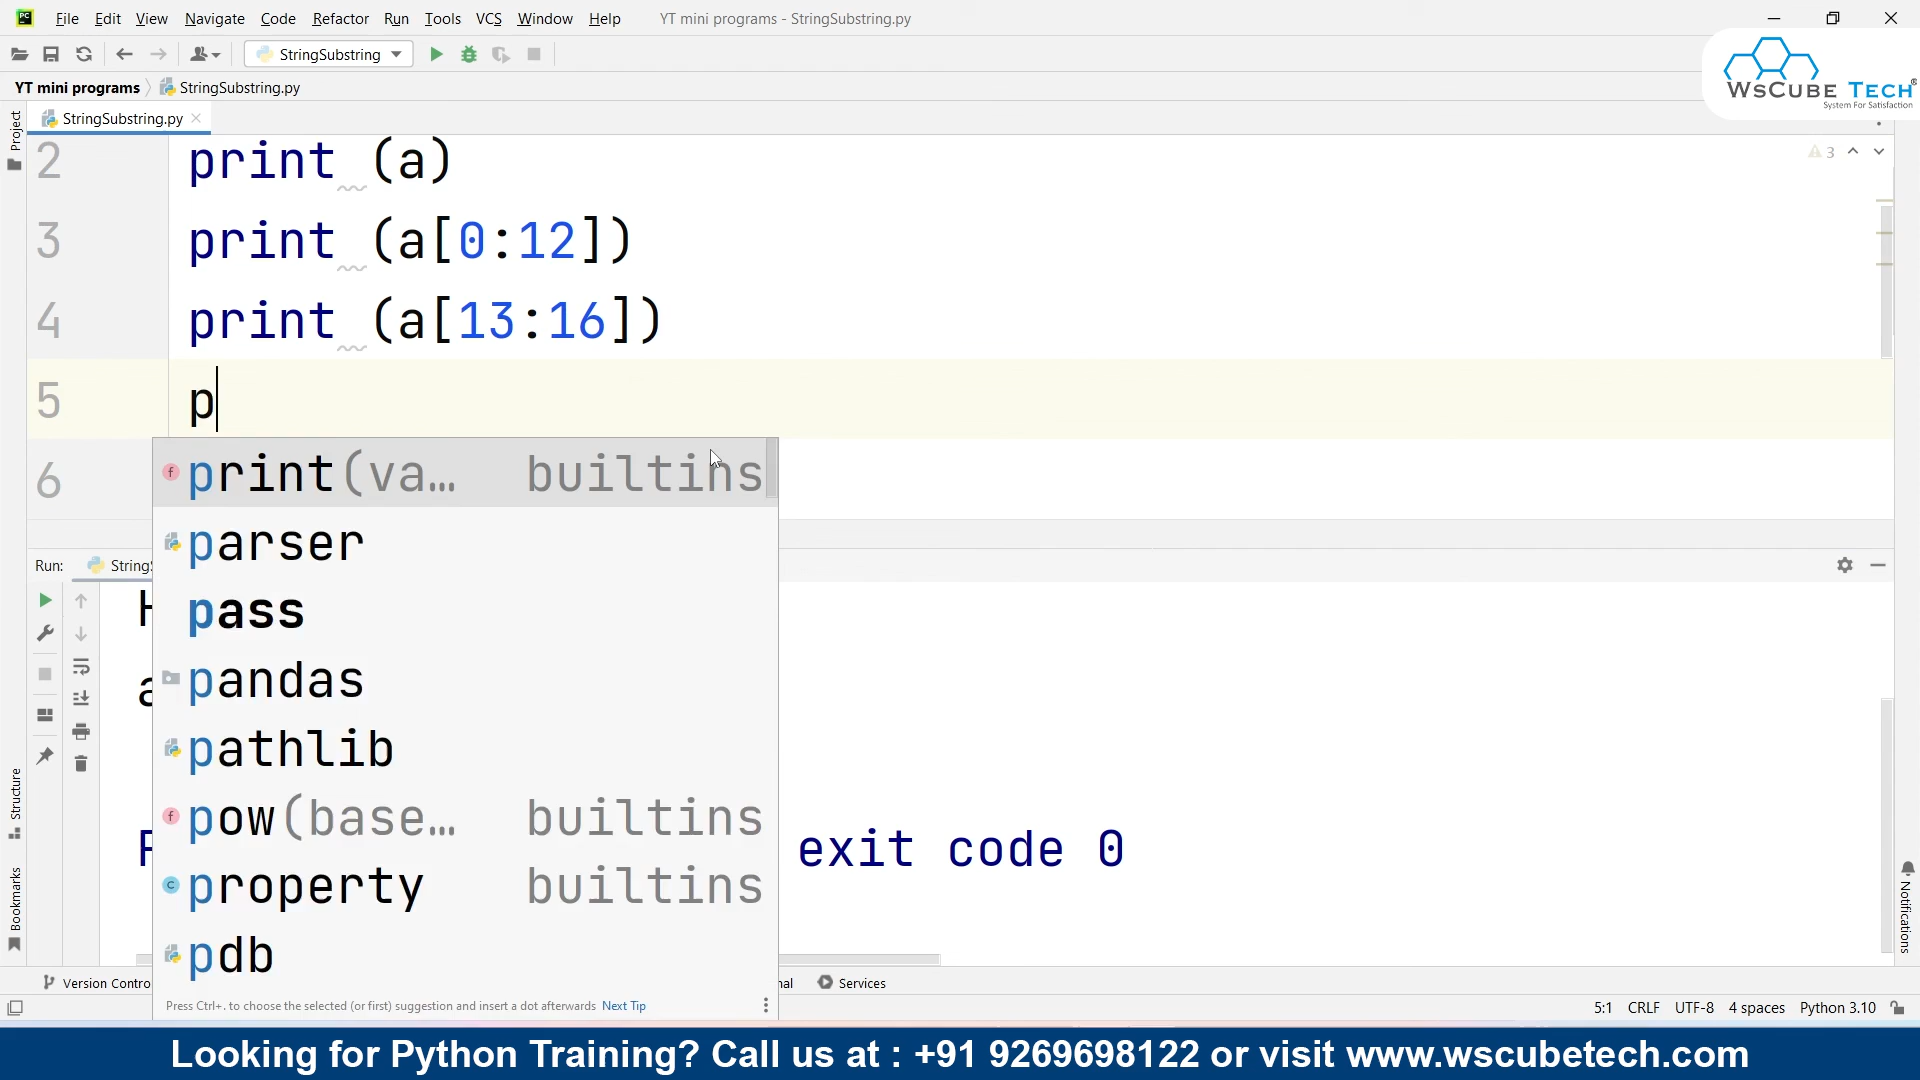 File Edit View Navigate Code Refactor Run Tools VCS Window Help YT mini programs - StringSubstring.py
StringSubstring
WsCube Tech®
System For Satisfaction
YT mini programs StringSubstring.py
StringSubstring.py
Project
2 print (a)
3
3 print (a[0:12])
4 print (a[13:16])
5 p
6
print(va… builtins
parser
pass
pandas
pathlib
pow(base… builtins
property builtins
pdb
Press Ctrl+. to choose the selected (or first) suggestion and insert a dot afterwards Next Tip
Run:
exit code 0
Structure
Bookmarks
Notifications
Services
5:1 CRLF UTF-8 4 spaces Python 3.10
Looking for Python Training? Call us at : +91 9269698122 or visit www.wscubetech.com